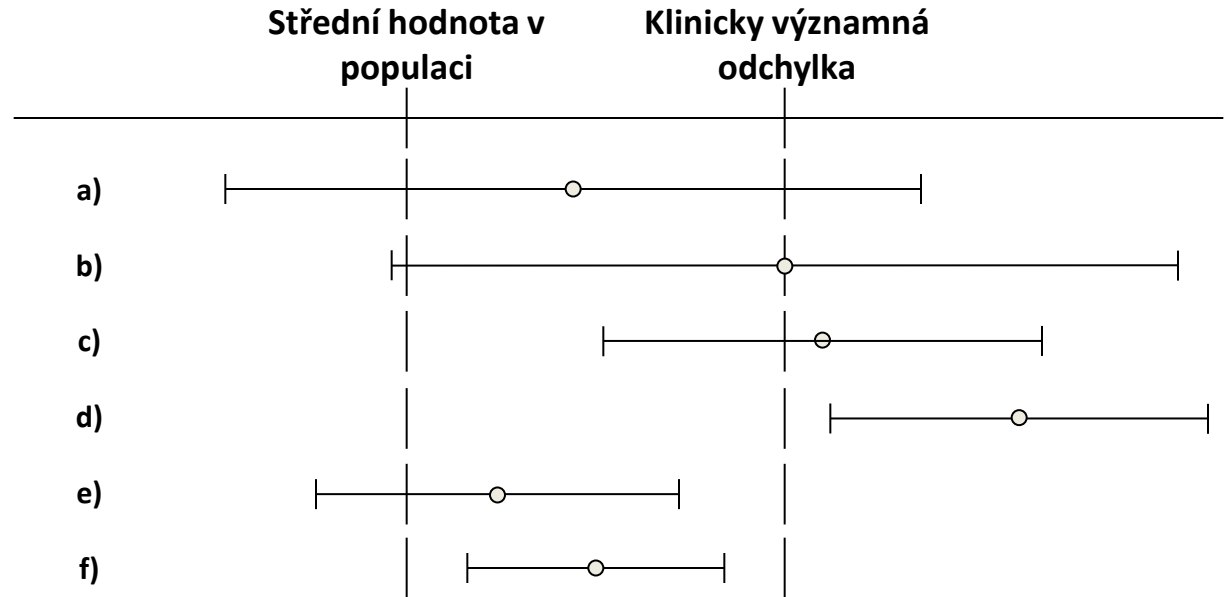 Střední hodnota v
populaci
Klinicky významná
odchylka
a)
b)
c)
d)
e)
f)